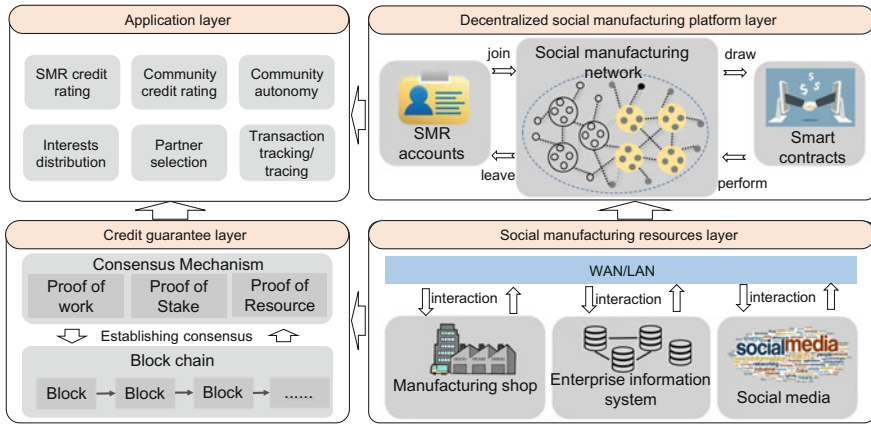 Application layer
SMR credit
rating
Community
credit rating
Community
autonomy
Interests
distribution
Partner
selection
Transaction
tracking/
tracing
Decentralized social manufacturing platform layer
join
Social manufacturing
network
draw
SMR
accounts
Smart
contracts
leave
perform
Credit guarantee layer
Consensus Mechanism
Proof of
work
Proof of
Stake
Proof of
Resource
Establishing consensus
Block chain
Block
Block
Block
......
Social manufacturing resources layer
WAN/LAN
interaction
interaction
interaction
Manufacturing shop
Enterprise information
system
socialmedia
Social media